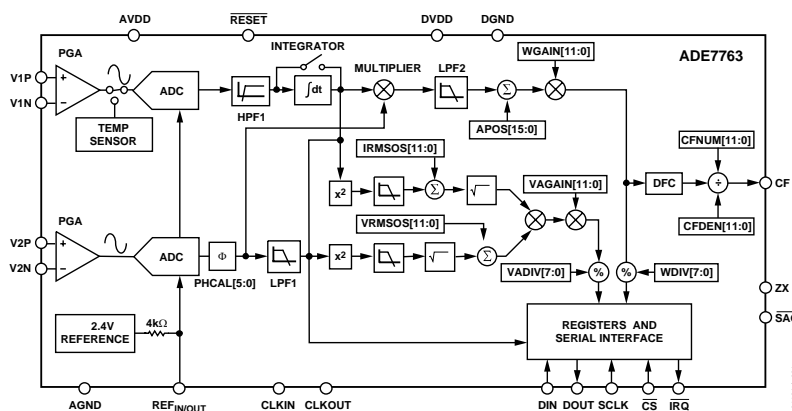 AVDD
RESET
DVDD
DGND
PGA
INTEGRATOR
WGAIN[11:0]
ADE7763
MULTIPLIER
LPF2
V1P
+
V1N
–
ADC
∫dt
HPF1
Σ
TEMP
SENSOR
APOS[15:0]
CFNUM[11:0]
IRMSOS[11:0]
VAGAIN[11:0]
DFC
÷
CF
x²
Σ
√
PGA
VRMSOS[11:0]
CFDEN[11:0]
V2P
+
V2N
–
ADC
Φ
x²
√
Σ
PHCAL[5:0]
LPF1
VADIV[7:0]
%
%
WDIV[7:0]
ZX
2.4V
REFERENCE
4kΩ
REGISTERS AND
SERIAL INTERFACE
AGND
REFIN/OUT
CLKIN
CLKOUT
DIN
DOUT
SCLK
CS
IRQ